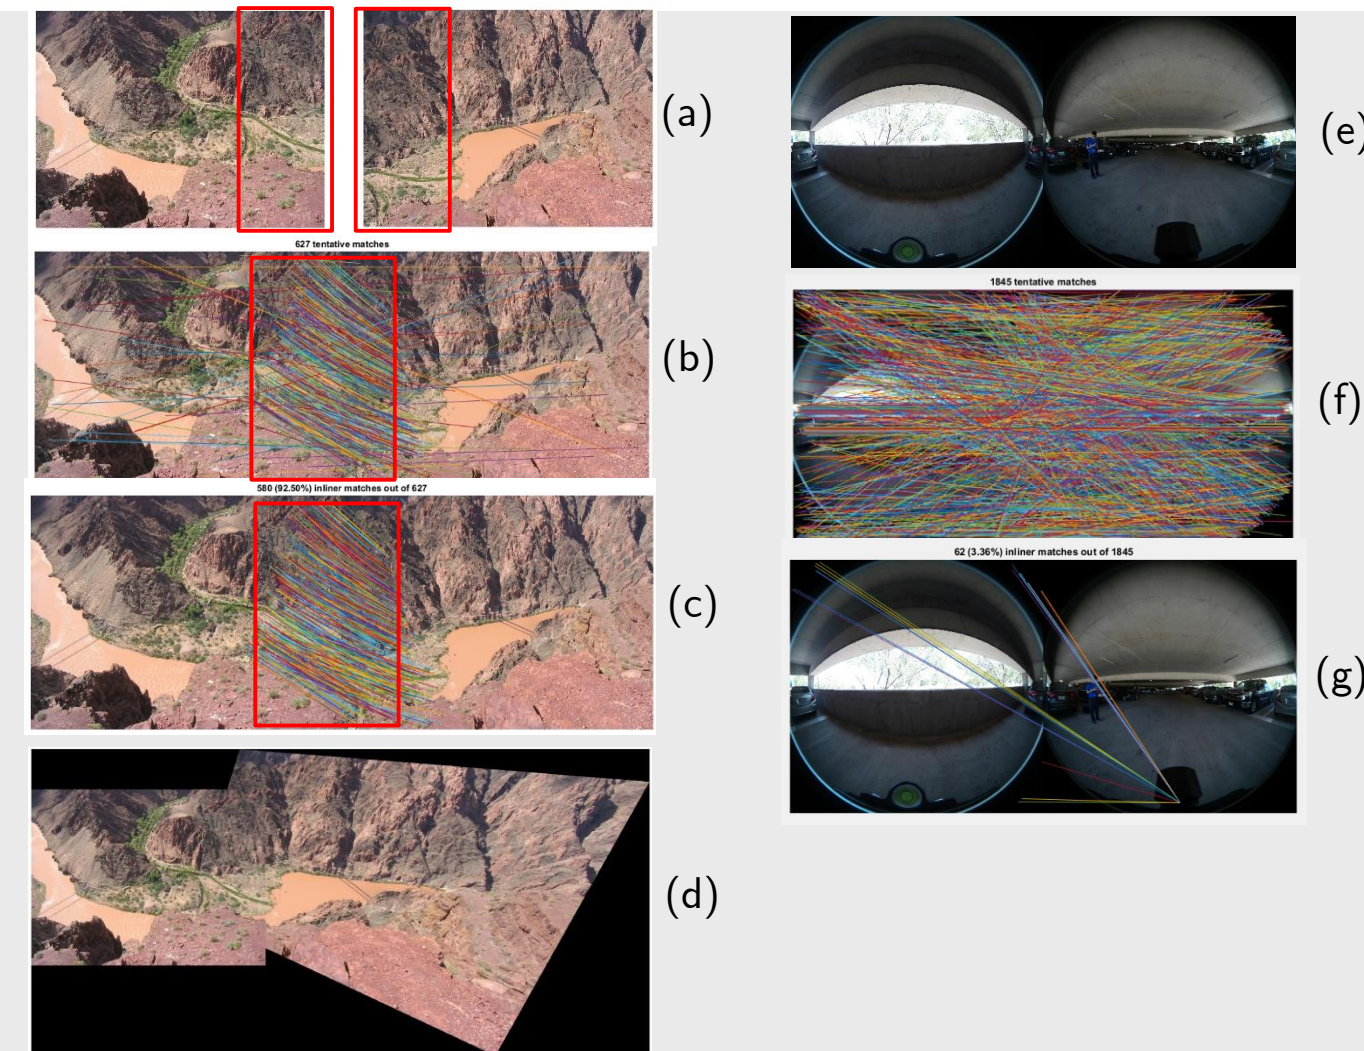 (a)
627 tentative matches
(b)
580 (92.50%) inliner matches out of 627
(c)
(d)
(e)
1845 tentative matches
(f)
62 (3.36%) inliner matches out of 1845
(g)